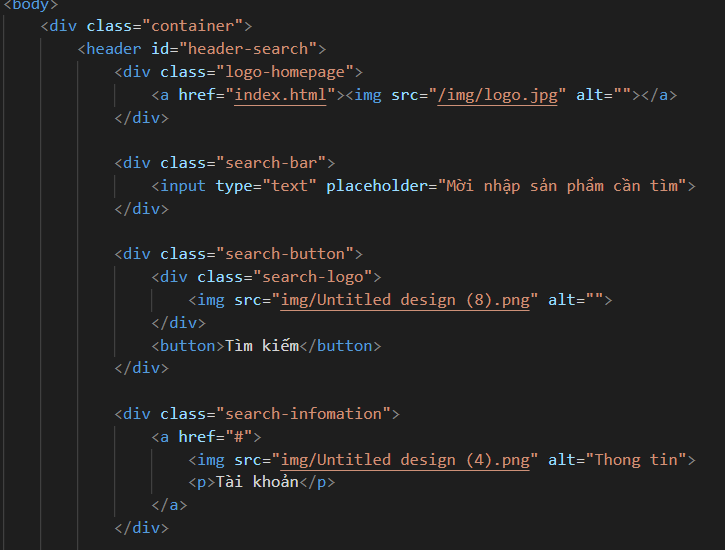 <body>
<div class="container">
<header id="header-search">
<div class="logo-homepage">
<a href="index.html"><img src="/img/logo.jpg" alt=""></a>
</div>
<div class="search-bar">
<input type="text" placeholder="Mời nhập sản phẩm cần tìm">
</div>
<div class="search-button">
<div class="search-logo">
<img src="img/Untitled design (8).png" alt="">
</div>
<button>Tìm kiếm</button>
</div>
<div class="search-infomation">
<a href="#">
<img src="img/Untitled design (4).png" alt="Thong tin">
<p>Tài khoản</p>
</a>
</div>